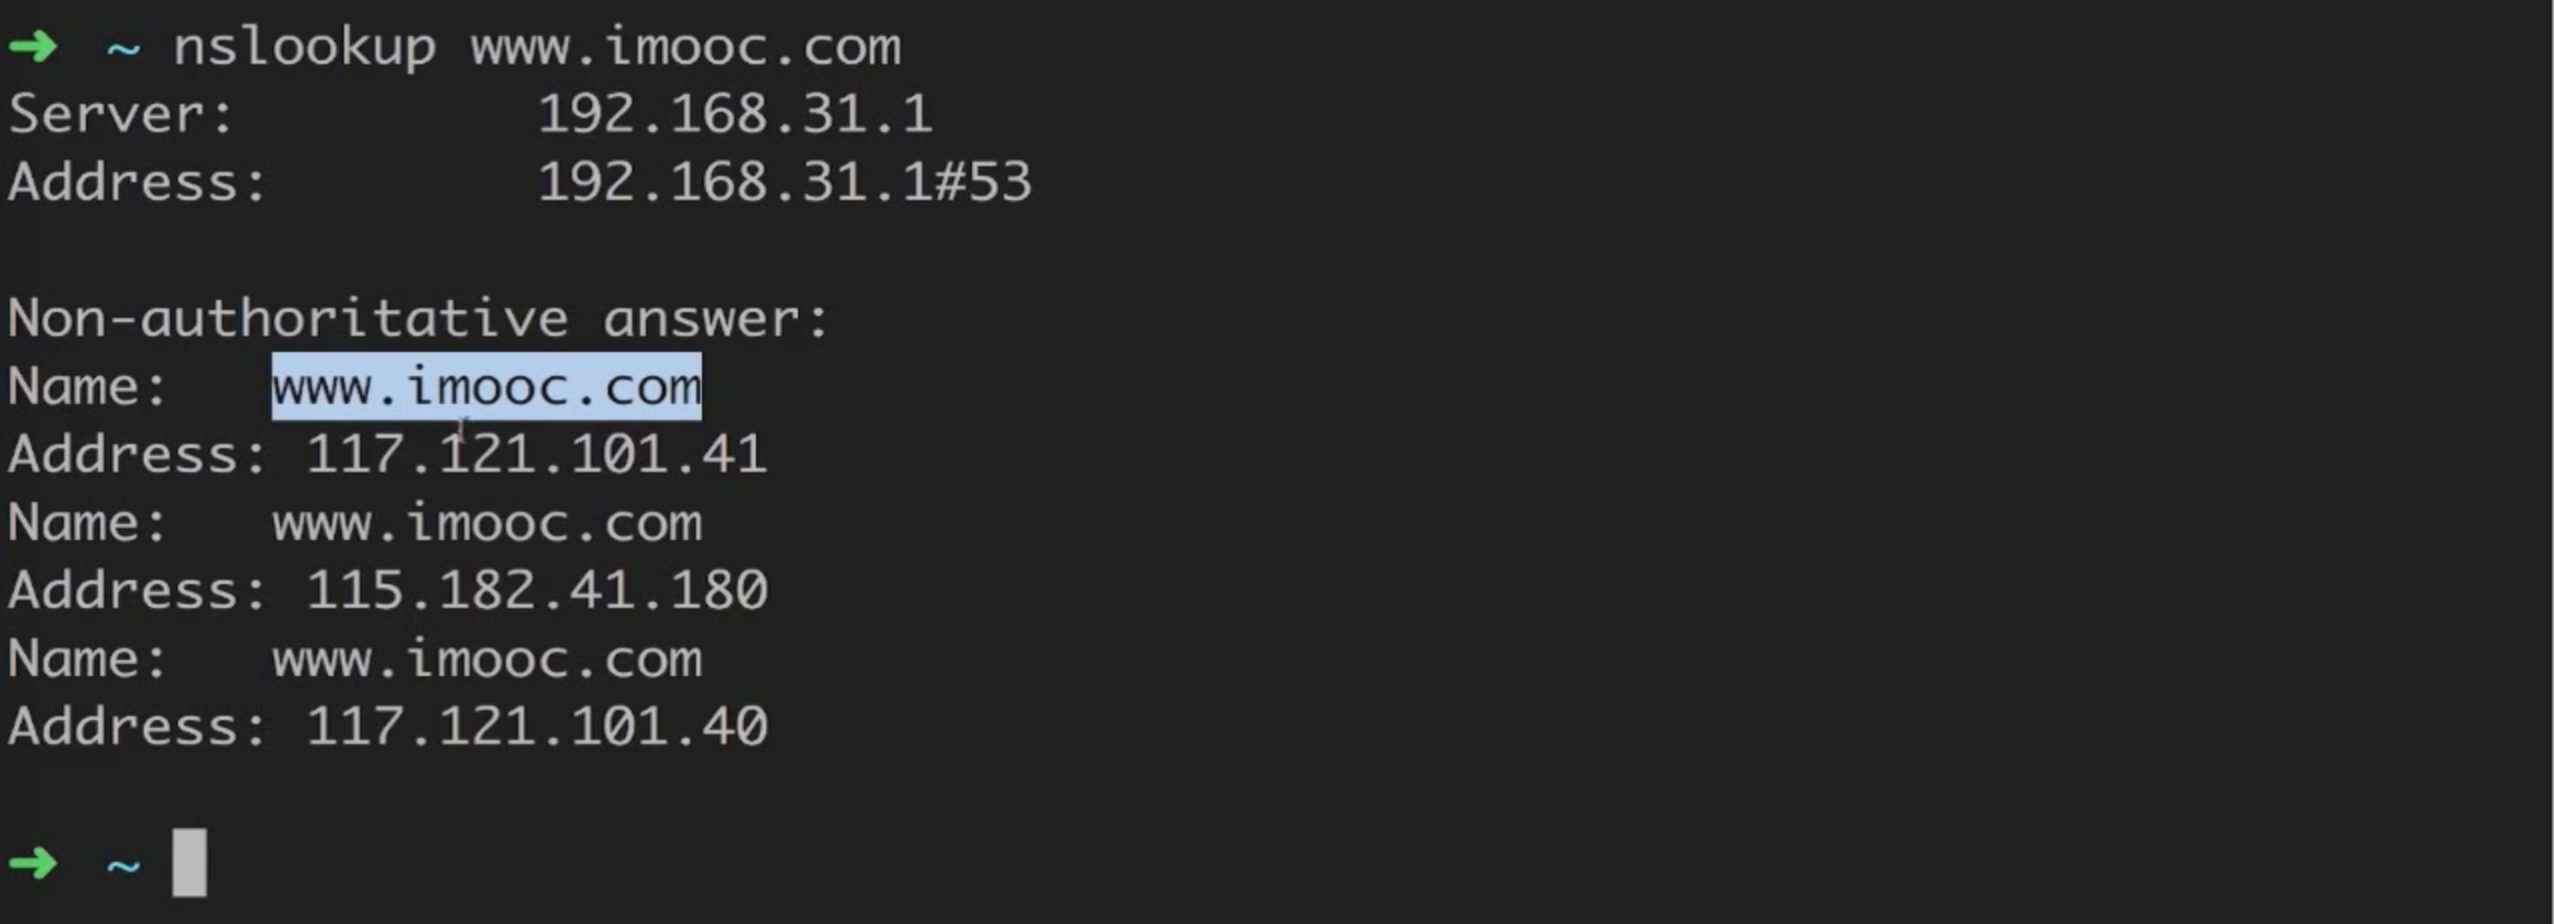 ➜ ~ nslookup www.imooc.com
Server: 192.168.31.1
Address: 192.168.31.1#53
Non-authoritative answer:
Name: www.imooc.com
Address: 117.121.101.41
Name: www.imooc.com
Address: 115.182.41.180
Name: www.imooc.com
Address: 117.121.101.40
➜ ~